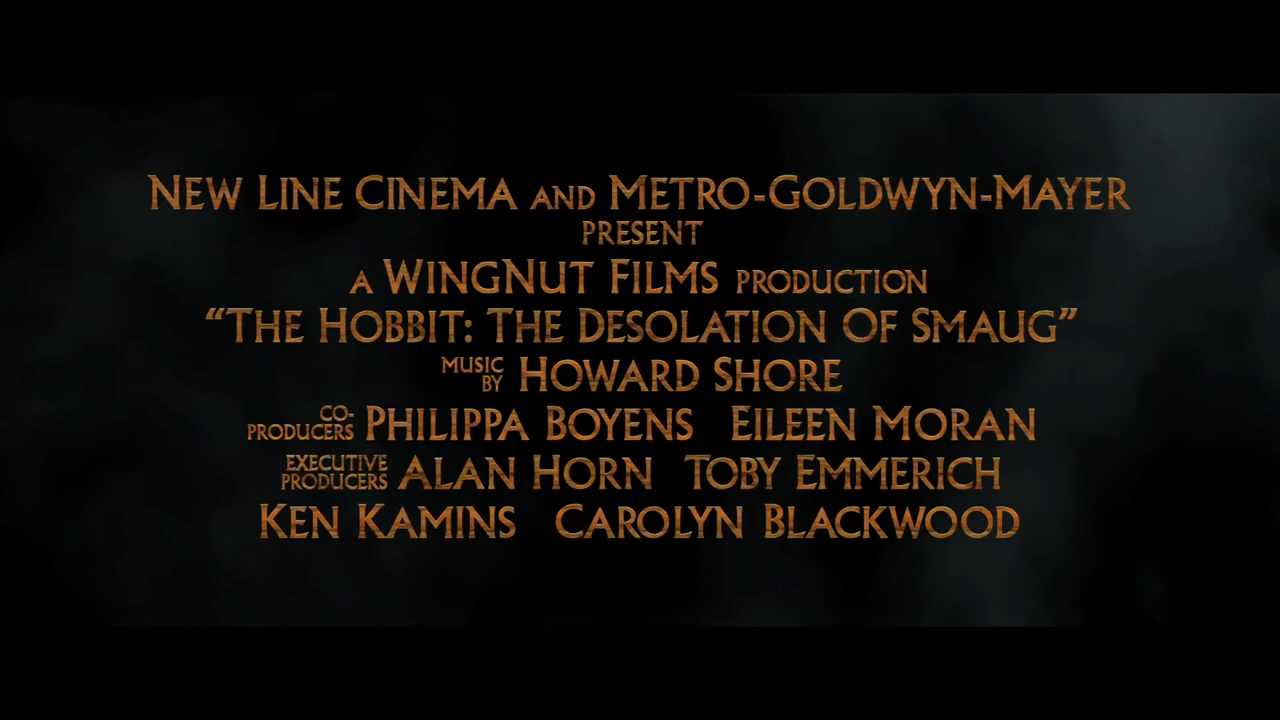 NEW LINE CINEMA AND METRO-GOLDWYN-MAYER
PRESENT
A WINGNUT FILMS PRODUCTION
“THE HOBBIT: THE DESOLATION OF SMAUG”
MUSIC BY HOWARD SHORE
CO-PRODUCERS PHILIPPA BOYENS EILEEN MORAN
EXECUTIVE PRODUCERS ALAN HORN TOBY EMMERICH
KEN KAMINS CAROLYN BLACKWOOD